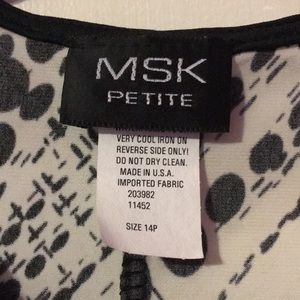 MSK
PETITE
VERY COOL IRON ON
REVERSE SIDE ONLY!
DO NOT DRY CLEAN.
MADE IN U.S.A.
IMPORTED FABRIC
203982
11452
SIZE 14P